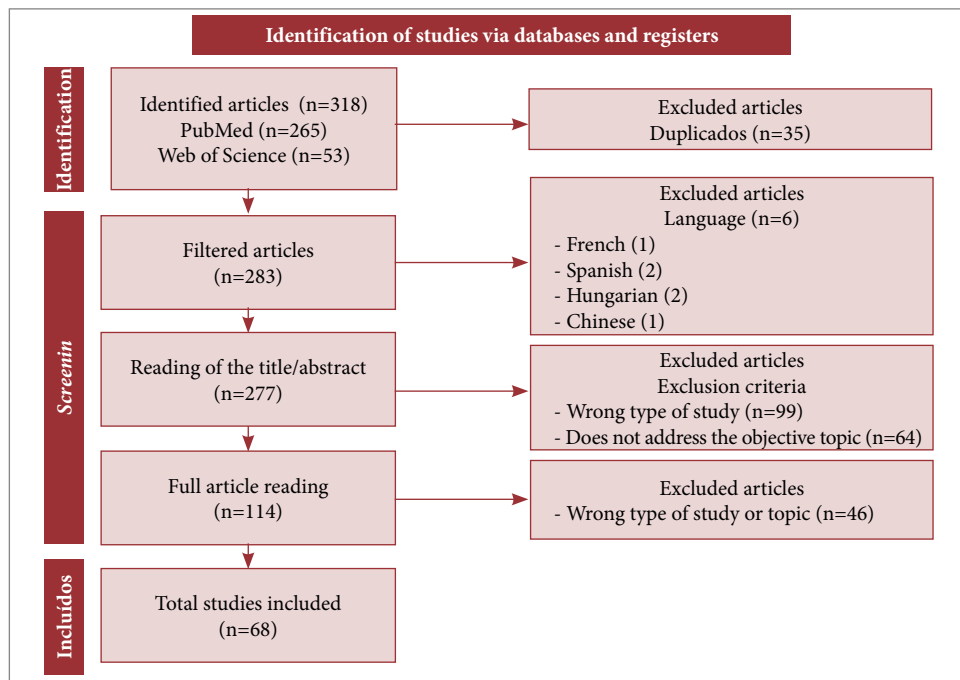 Identification of studies via databases and registers
Identification
Identified articles (n=318)
PubMed (n=265)
Web of Science (n=53)
Excluded articles
Duplicados (n=35)
Screenin
Filtered articles
(n=283)
Excluded articles
Language (n=6)
- French (1)
- Spanish (2)
- Hungarian (2)
- Chinese (1)
Reading of the title/abstract
(n=277)
Excluded articles
Exclusion criteria
- Wrong type of study (n=99)
- Does not address the objective topic (n=64)
Full article reading
(n=114)
Excluded articles
- Wrong type of study or topic (n=46)
Incluídos
Total studies included
(n=68)